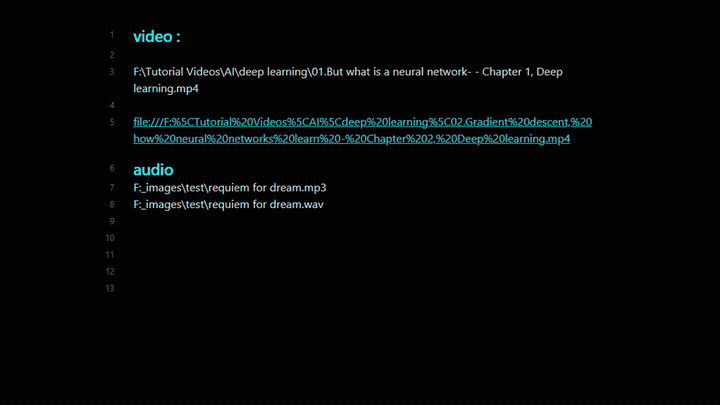 1 video :
2
3 F:\Tutorial Videos\AI\deep learning\01.But what is a neural network- - Chapter 1, Deep
learning.mp4
4
5 file:///F:%5CTutorial%20Videos%5CAI%5Cdeep%20learning%5C02.Gradient%20descent,%20
how%20neural%20networks%20learn%20-%20Chapter%202,%20Deep%20learning.mp4
6 audio
7 F:_images\test\requiem for dream.mp3
8 F:_images\test\requiem for dream.wav
9
10
11
12
13